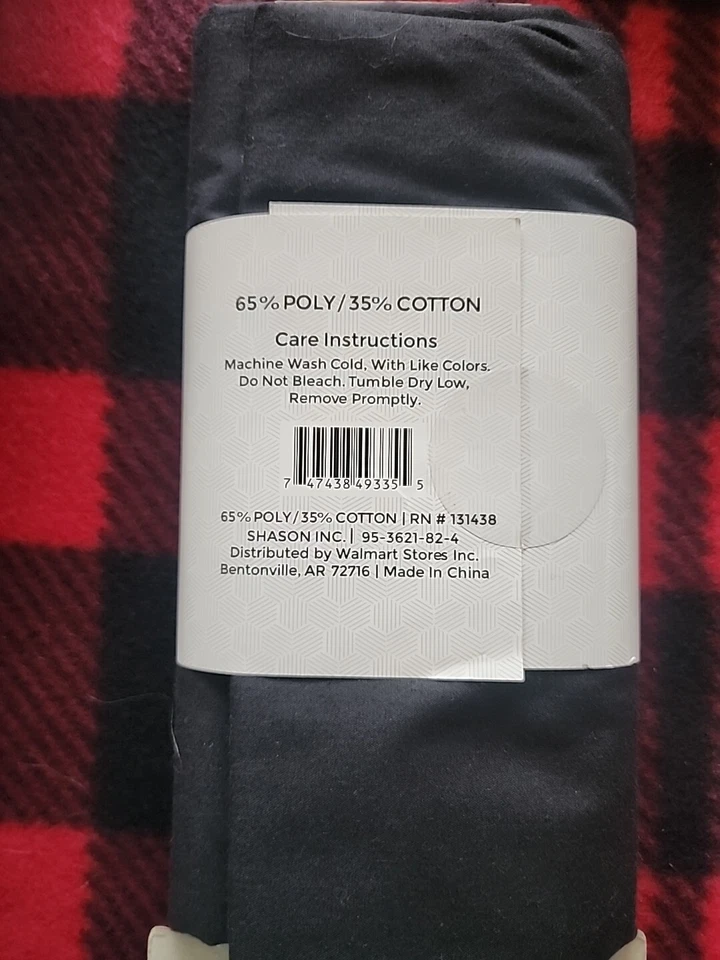 65% POLY/35% COTTON
Care Instructions
Machine Wash Cold, With Like Colors.
Do Not Bleach. Tumble Dry Low,
Remove Promptly.
7 47438 49335 5
65% POLY/35% COTTON | RN # 131438
SHASON INC. | 95-3621-82-4
Distributed by Walmart Stores Inc.
Bentonville, AR 72716 | Made In China